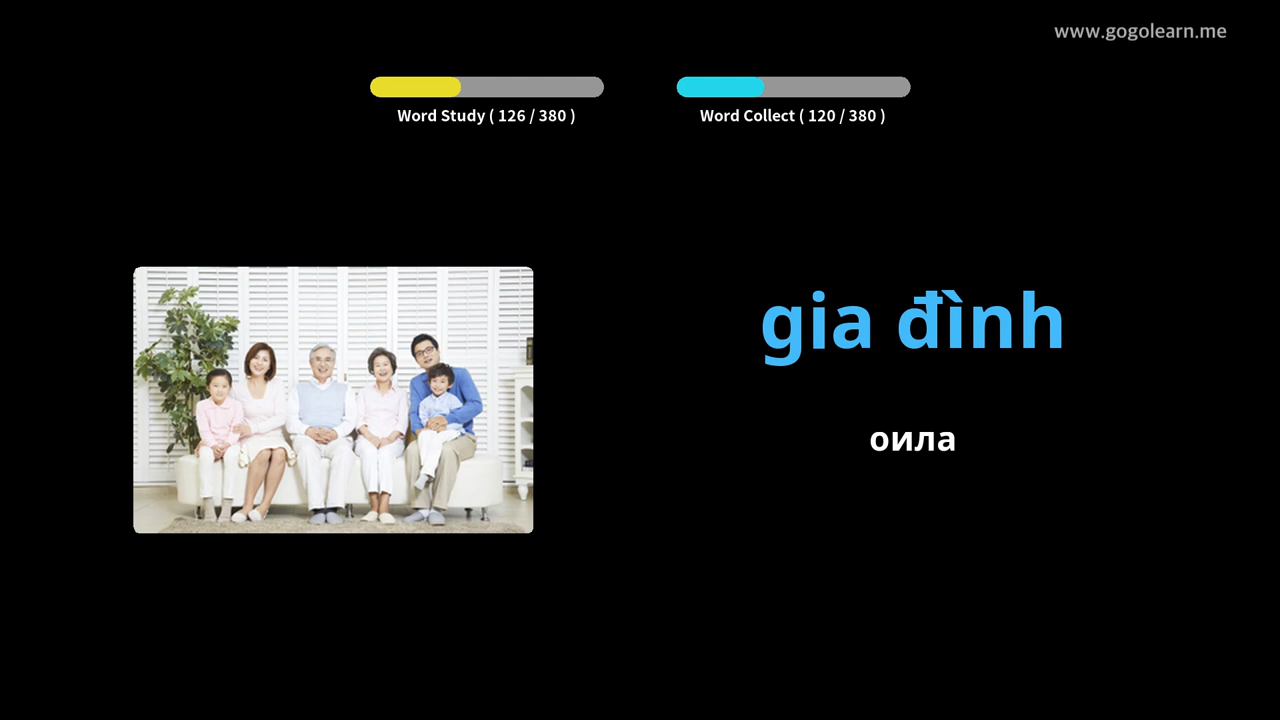 www.gogolearn.me
Word Study ( 126 / 380 )
Word Collect ( 120 / 380 )
gia đình
оила